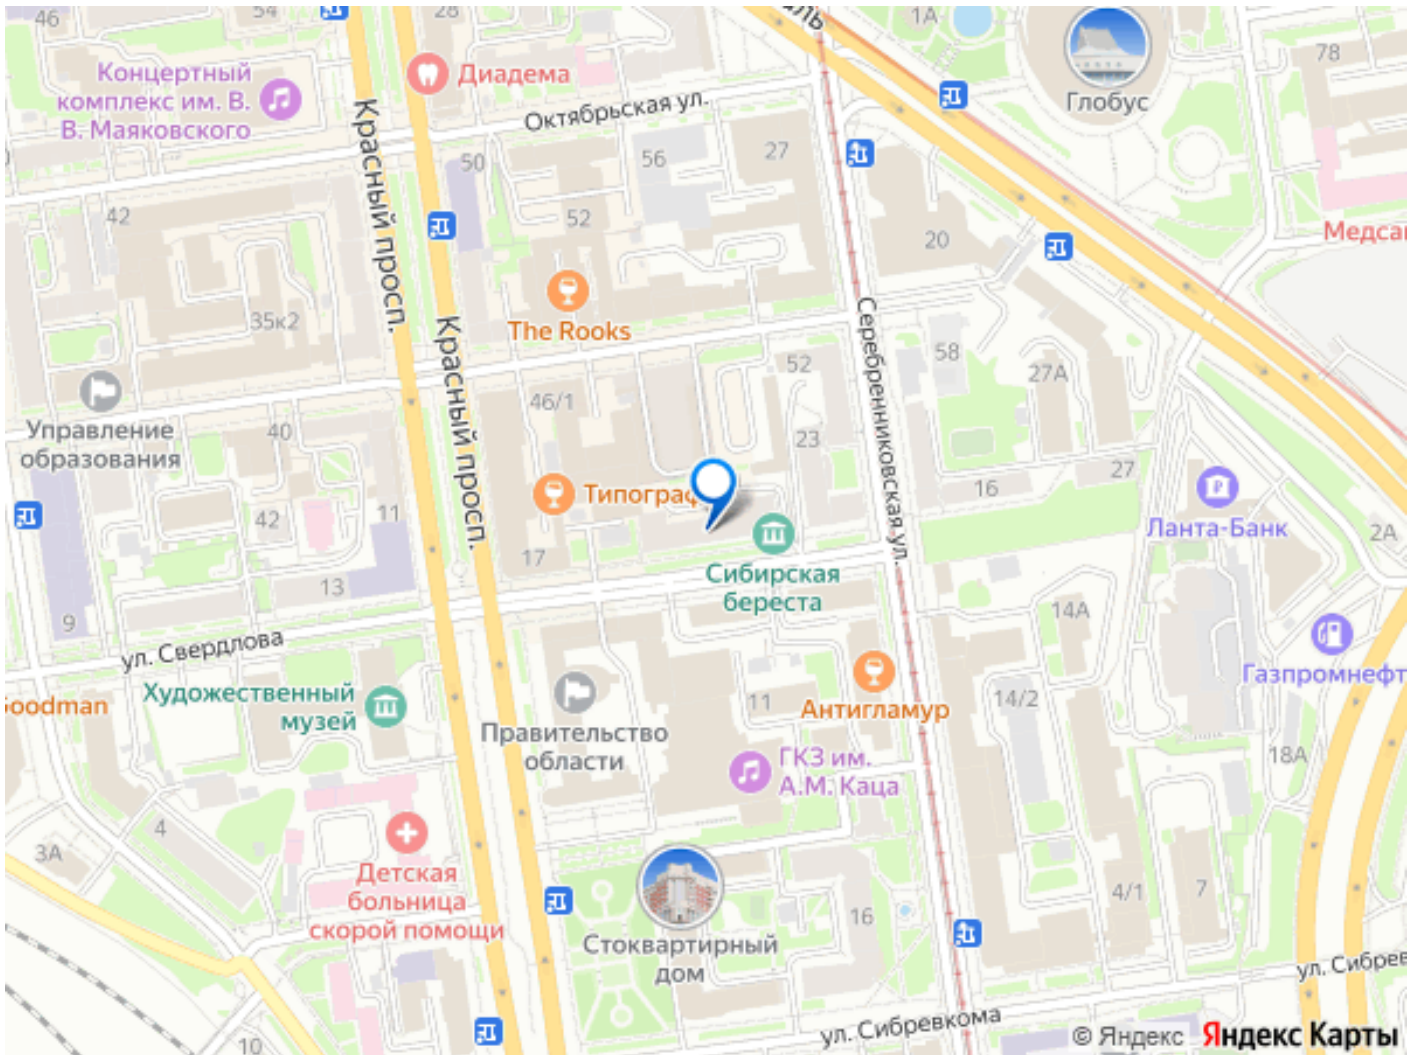 46
54
28
1А
78
Концертный
комплекс им. В.
В. Маяковского
Диадема
Октябрьская ул.
Глобус
Красный просп.
50
56
27
52
42
20
Медса
35к2
The Rooks
Серебренниковская ул.
Красный просп.
52
58
27А
46/1
Управление
образования
40
23
Типограф
16
27
Ланта-Банк
42
11
2А
17
Сибирская
береста
13
9
14А
ул. Свердлова
Газпромнефт
Художественный
музей
Goodman
Правительство
области
11
Антигламур
14/2
ГКЗ им.
А.М. Каца
18А
4
3А
Детская
больница
скорой помощи
4/1
7
16
Стоквартирный
дом
ул. Сибрев
ул. Сибревкома
10
© Яндекс Яндекс Карты